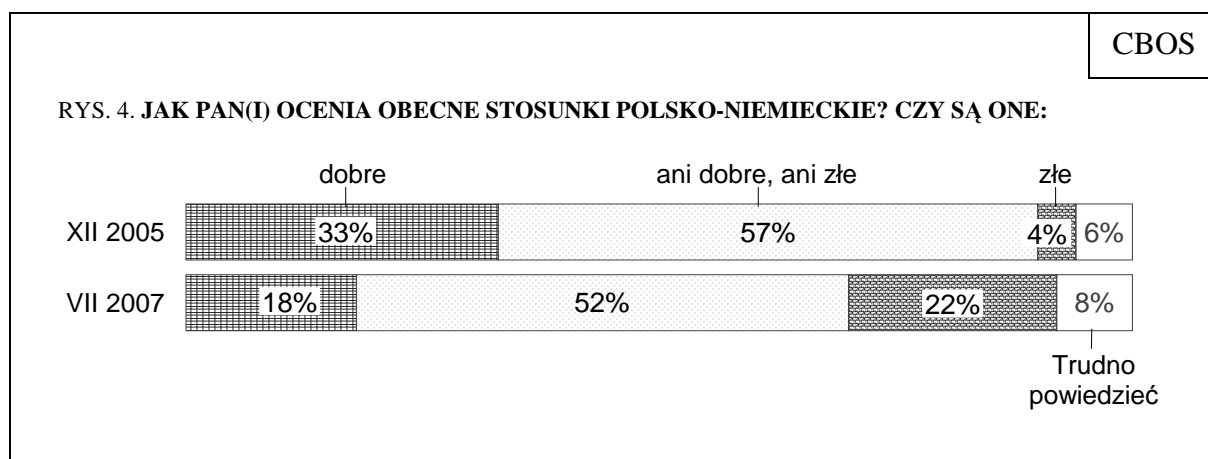 CBOS
RYS. 4. JAK PAN(I) OCENIA OBECNE STOSUNKI POLSKO-NIEMIECKIE? CZY SĄ ONE:
dobre ani dobre, ani złe złe
XII 2005 33% 57% 4% 6%
VII 2007 18% 52% 22% 8%
Trudno
powiedzieć